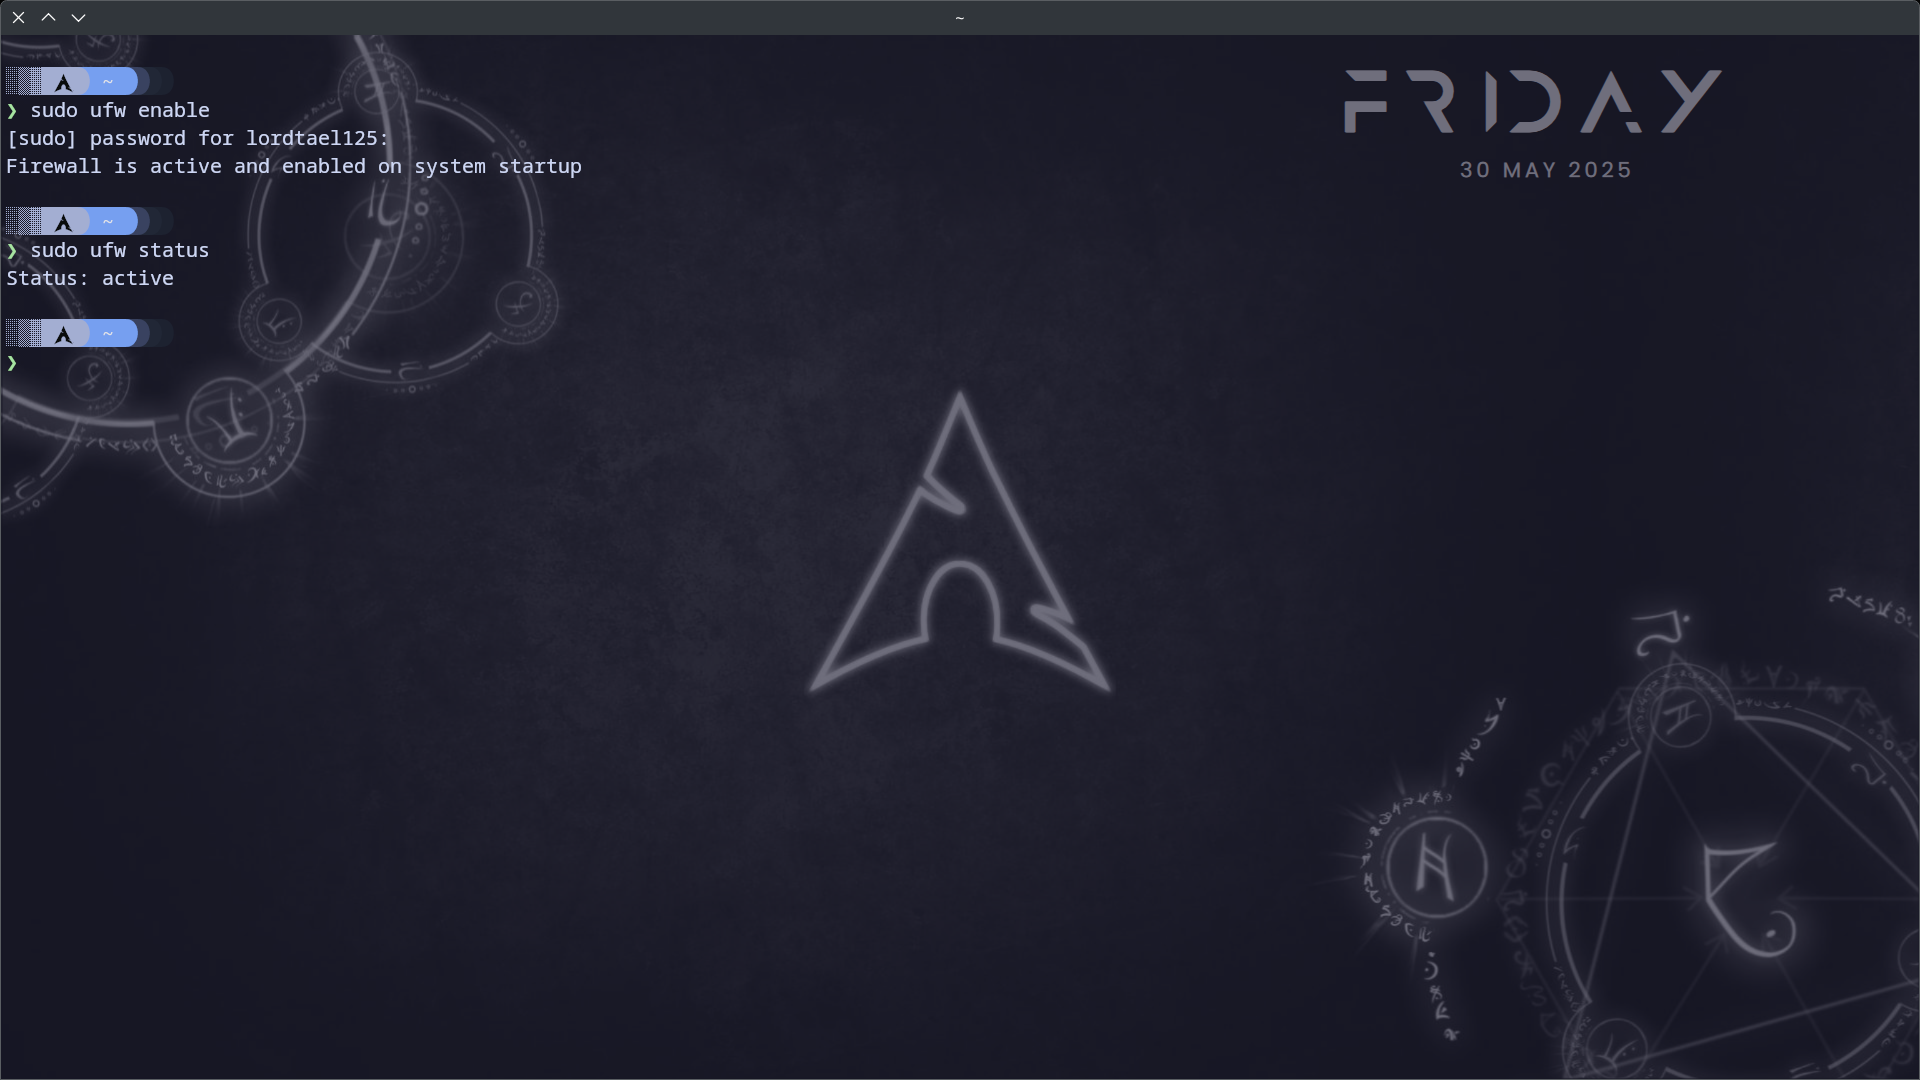 ~
~
❯ sudo ufw enable
[sudo] password for lordtael125:
Firewall is active and enabled on system startup
~
❯ sudo ufw status
Status: active
~
❯
FRIDAY
30 MAY 2025